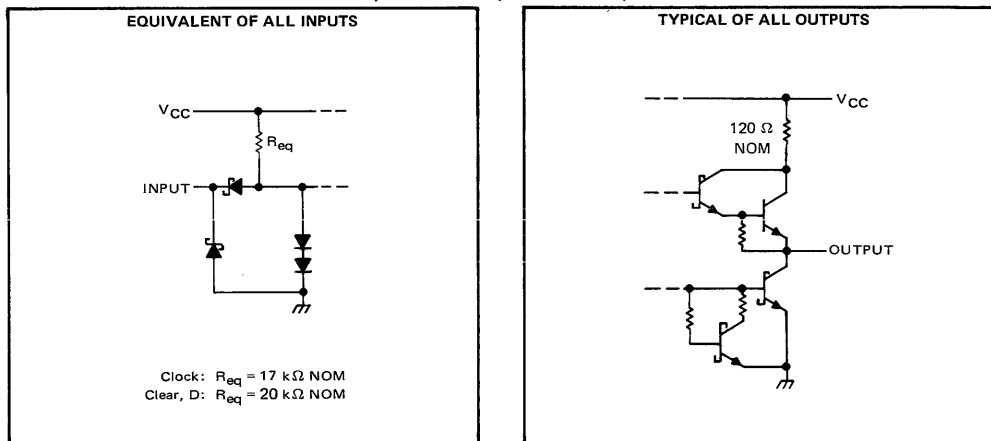 EQUIVALENT OF ALL INPUTS
VCC
Req
INPUT
Clock: Req = 17 kΩ NOM
Clear, D: Req = 20 kΩ NOM
TYPICAL OF ALL OUTPUTS
VCC
120 Ω
NOM
OUTPUT